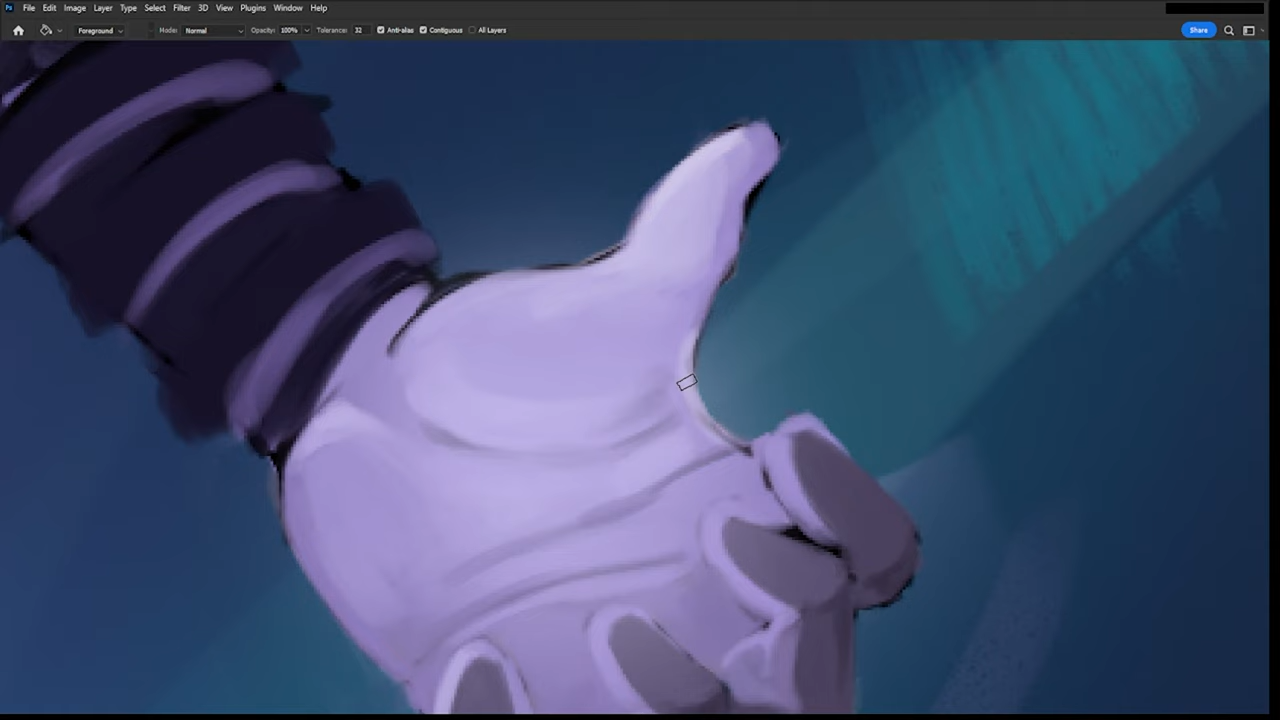 Ps File Edit Image Layer Type Select Filter 3D View Plugins Window Help
Foreground Mode: Normal Opacity: 100% Tolerance: 32 Anti-alias Contiguous All Layers Share